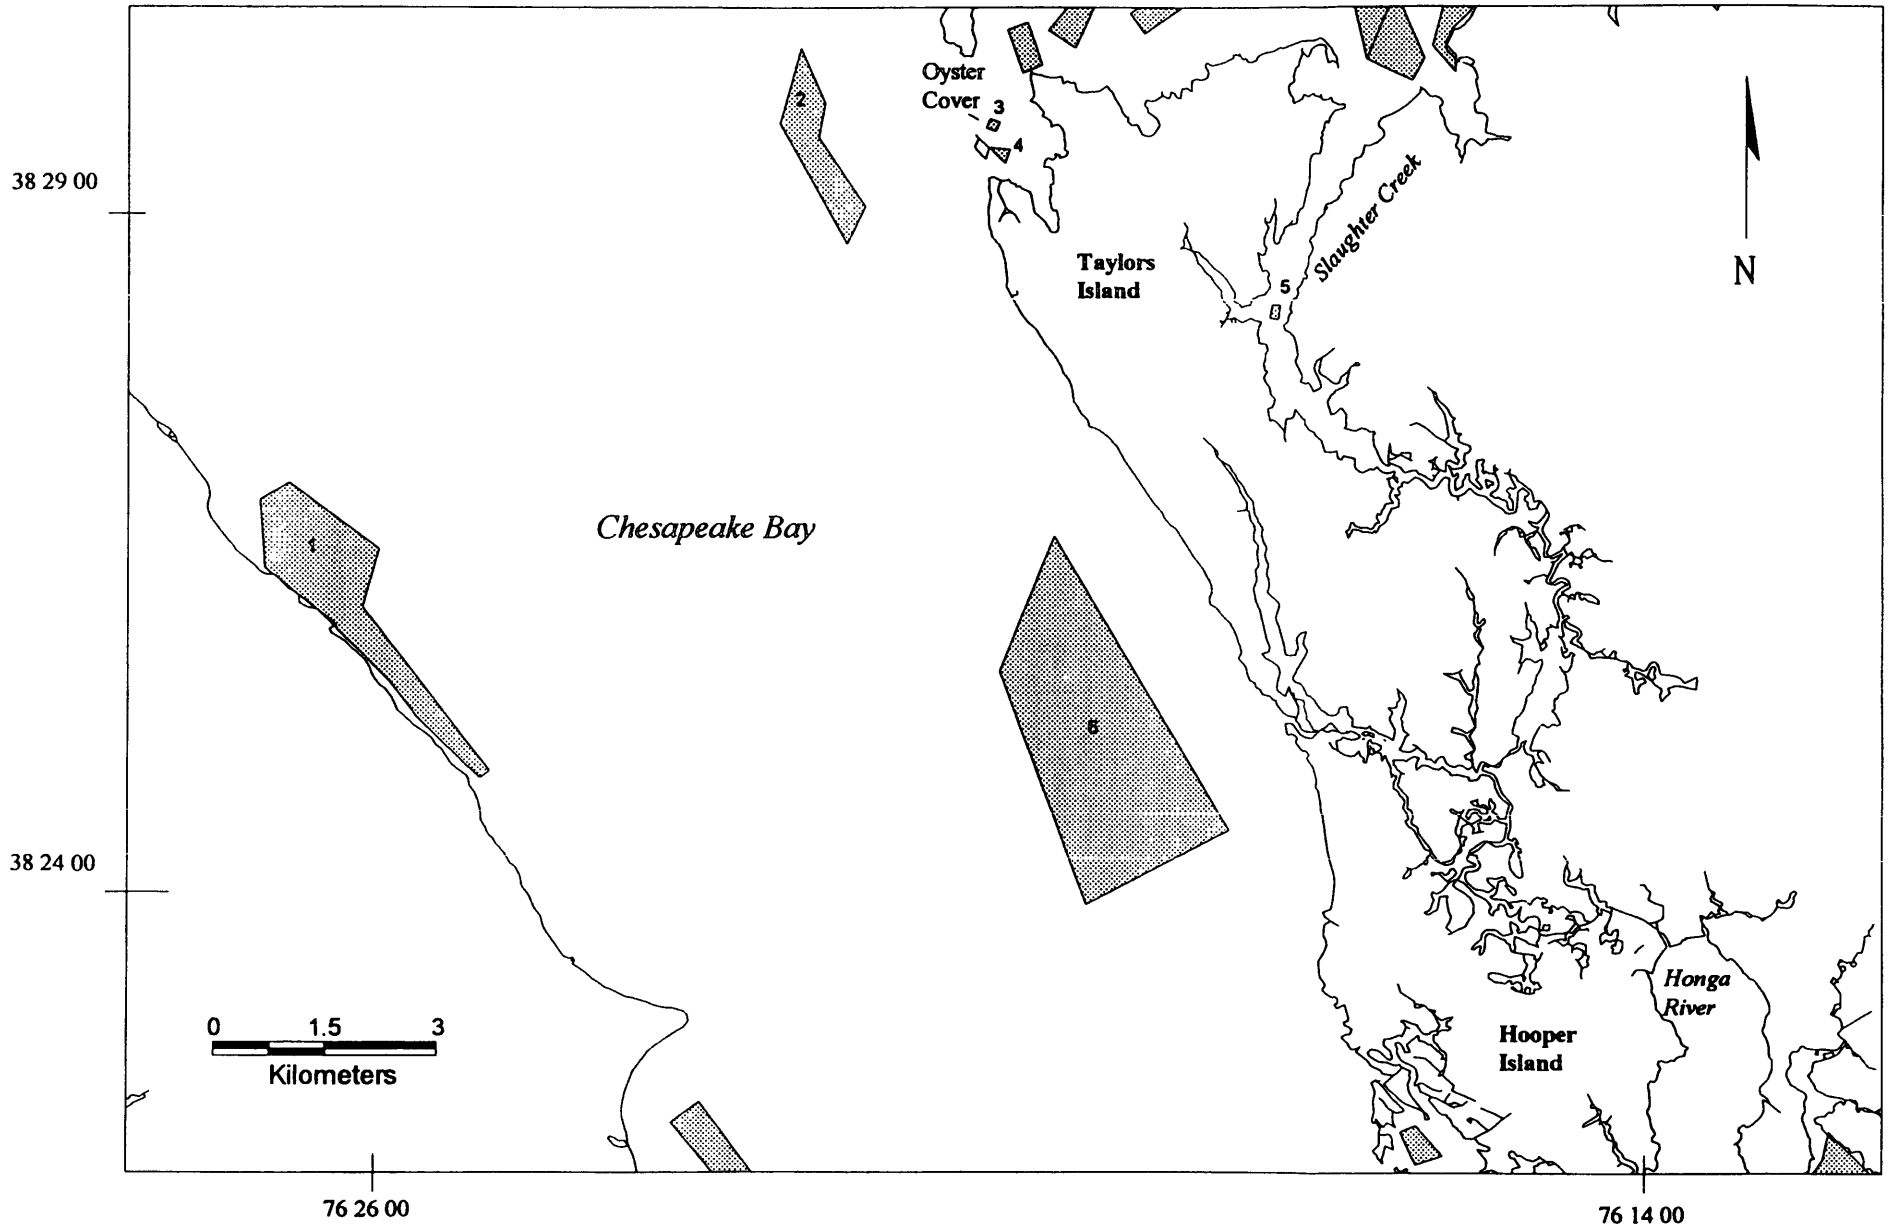 Oyster
Cover
2
3
4
38 29 00
Slaughter Creek
Taylors
Island
N
5
Chesapeake Bay
1
6
38 24 00
Honga
River
0 1.5 3
Kilometers
Hooper
Island
76 26 00
76 14 00